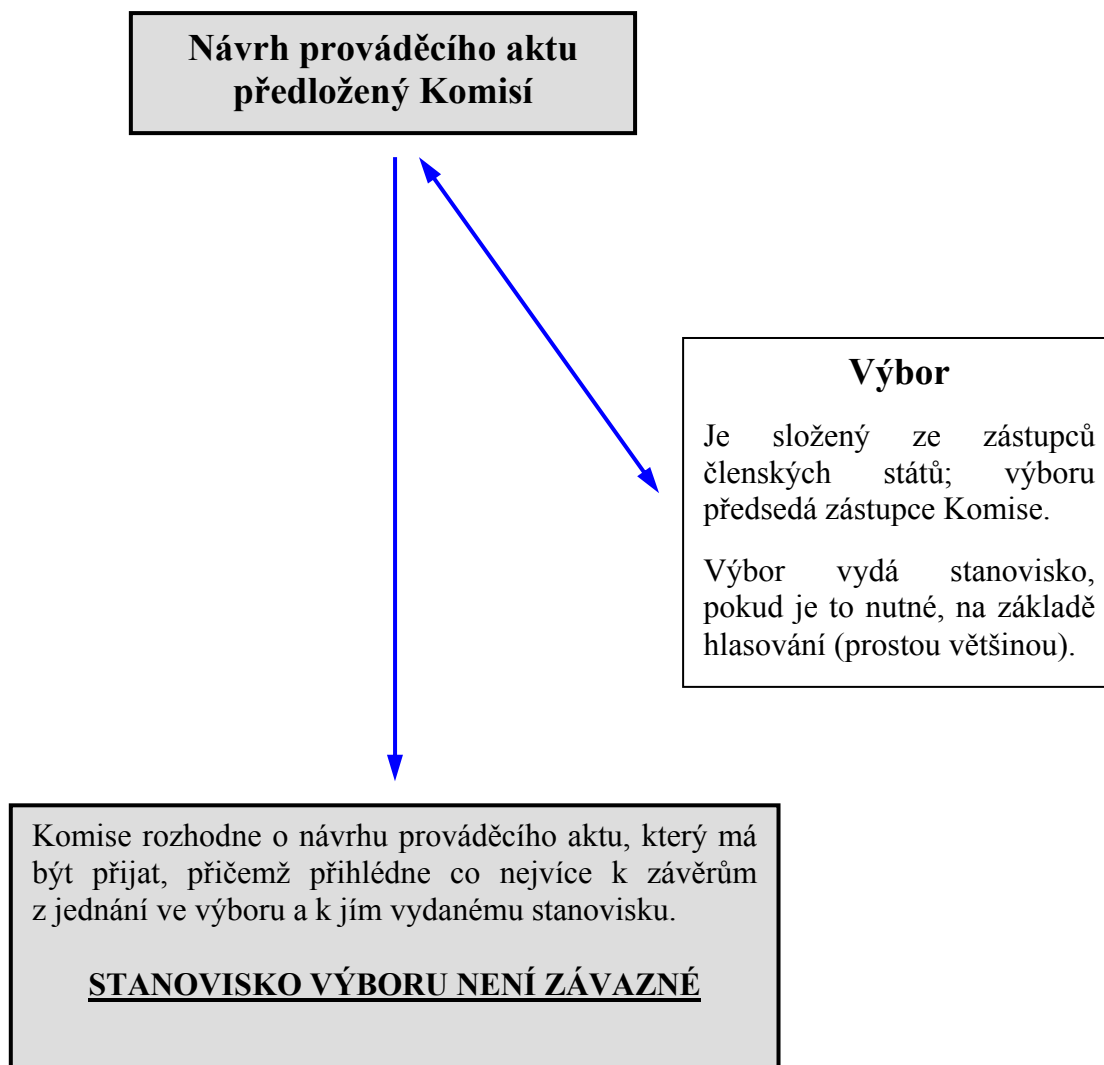 Návrh prováděcího aktu
předložený Komisí
Výbor
Je složený ze zástupců
členských států; výboru
předsedá zástupce Komise.
Výbor vydá stanovisko,
pokud je to nutné, na základě
hlasování (prostou většinou).
Komise rozhodne o návrhu prováděcího aktu, který má
být přijat, přičemž přihlédne co nejvíce k závěrům
z jednání ve výboru a k jím vydanému stanovisku.
STANOVISKO VÝBORU NENÍ ZÁVAZNÉ